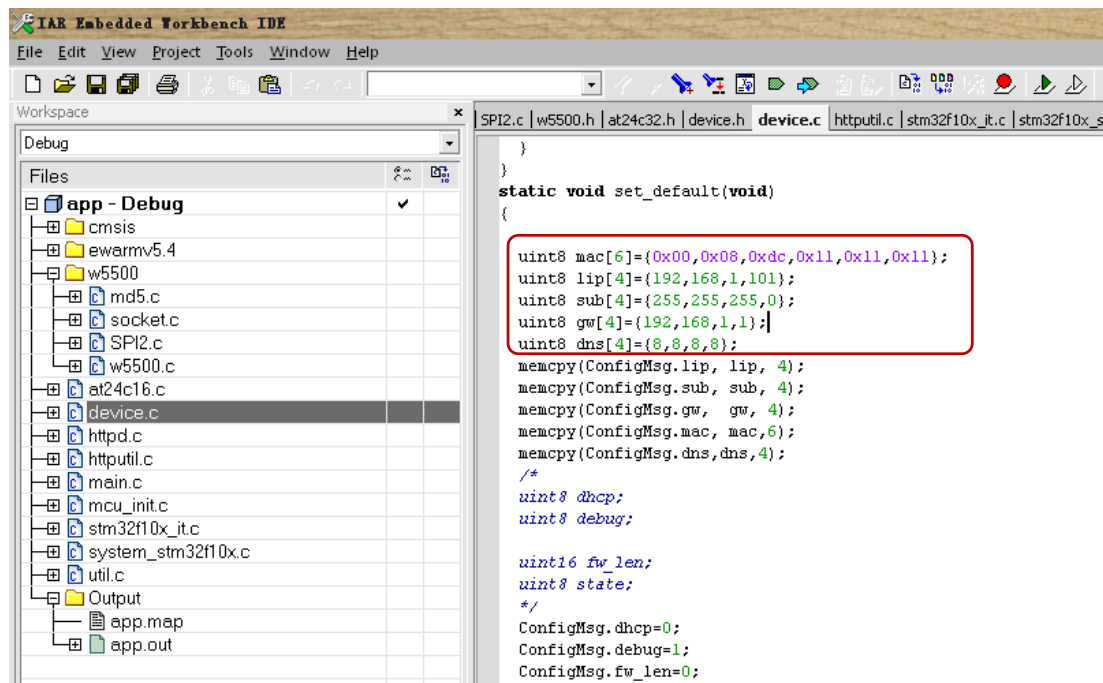 IAR Embedded Workbench IDE
File Edit View Project Tools Window Help
Workspace
Debug
Files
app - Debug
cmsis
ewarmv5.4
w5500
md5.c
socket.c
SPI2.c
w5500.c
at24c16.c
device.c
httpd.c
httputil.c
main.c
mcu_init.c
stm32f10x_it.c
system_stm32f10x.c
util.c
Output
app.map
app.out
SPI2.c | w5500.h | at24c32.h | device.h | device.c | httputil.c | stm32f10x_it.c | stm32f10x_s
}
}
static void set_default(void)
{
uint8 mac[6]={0x00,0x08,0xdc,0x11,0x11,0x11};
uint8 lip[4]={192,168,1,101};
uint8 sub[4]={255,255,255,0};
uint8 gw[4]={192,168,1,1};
uint8 dns[4]={8,8,8,8};
memcpy(ConfigMsg.lip, lip, 4);
memcpy(ConfigMsg.sub, sub, 4);
memcpy(ConfigMsg.gw,  gw, 4);
memcpy(ConfigMsg.mac, mac,6);
memcpy(ConfigMsg.dns,dns,4);
/*
uint8 dhcp;
uint8 debug;
uint16 fw_len;
uint8 state;
*/
ConfigMsg.dhcp=0;
ConfigMsg.debug=1;
ConfigMsg.fw_len=0;